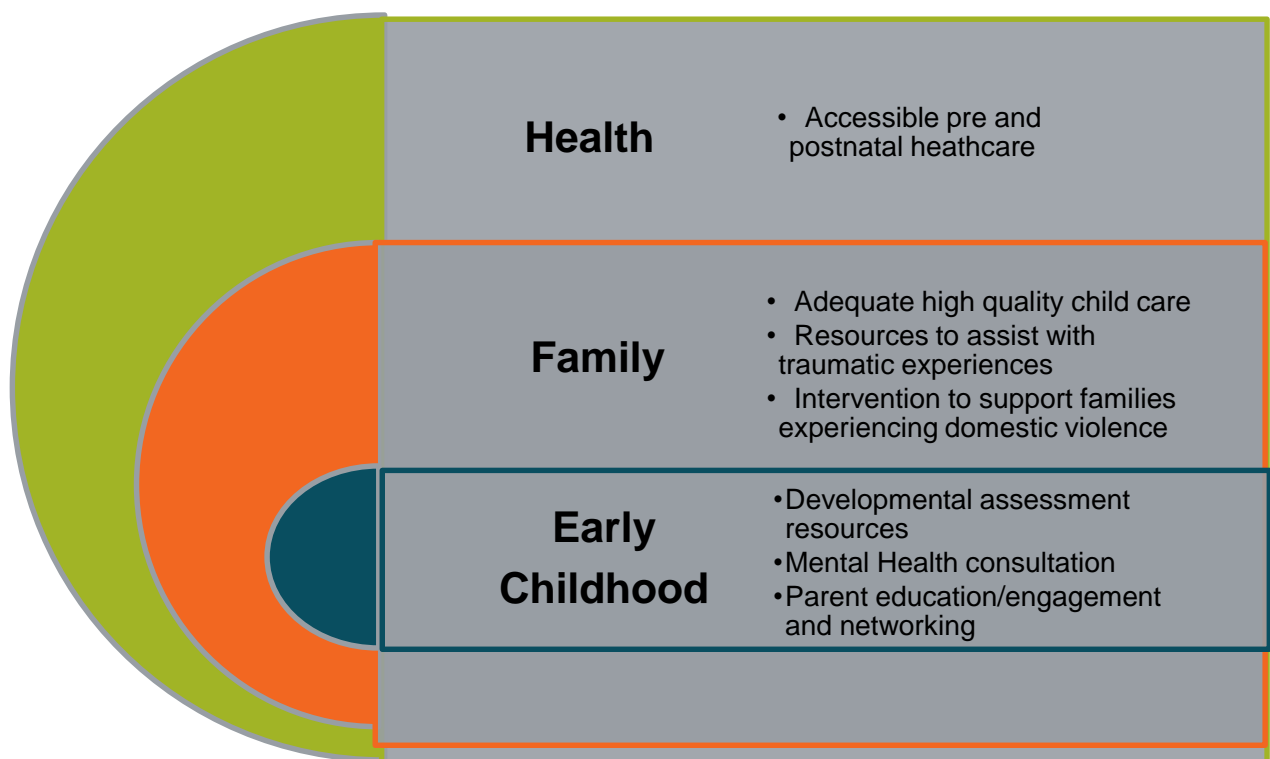 Health
• Accessible pre and
postnatal heathcare
Family
• Adequate high quality child care
• Resources to assist with
traumatic experiences
• Intervention to support families
experiencing domestic violence
Early
Childhood
•Developmental assessment
resources
•Mental Health consultation
•Parent education/engagement
and networking